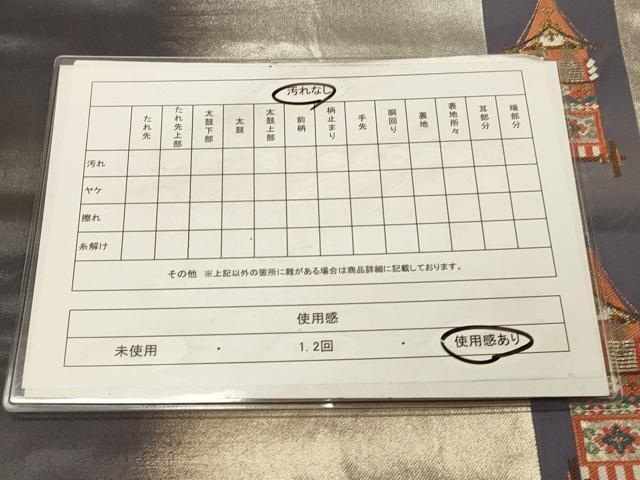 汚れなし
たれ先 たれ先上部 太鼓下部 太鼓 太鼓上部 前柄 柄止まり 手先 胴回り 裏地 表地所々 耳部分 端部分
汚れ
ヤケ
擦れ
糸解け
その他 ※上記以外の箇所に難がある場合は商品詳細に記載しております。
使用感
未使用 ・ 1.2回 ・ 使用感あり